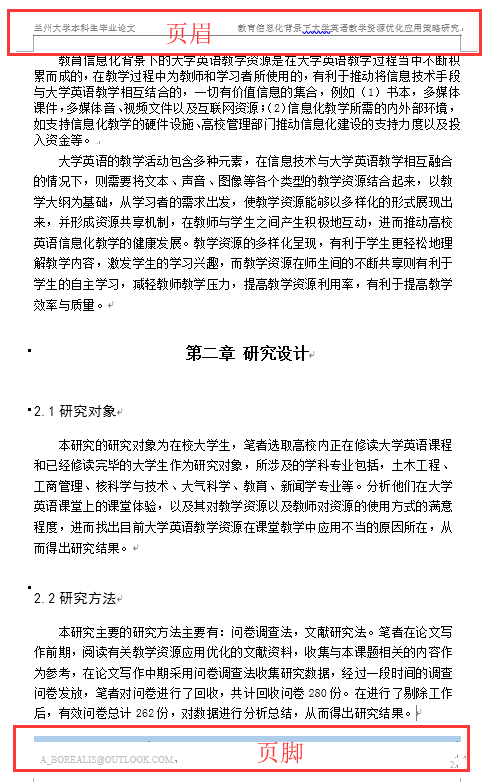 兰州大学本科生毕业论文 教育信息化背景下大学英语教学资源优化应用策略研究
页眉
教育信息化背景下的大学英语教学资源是在大学英语教学过程当中不断积
累而成的，在教学过程中为教师和学习者所使用的，有利于推动将信息技术手段
与大学英语教学相互结合的，一切有价值信息的集合，例如（1）书本，多媒体
课件，多媒体音、视频文件以及互联网资源；(2)信息化教学所需的内外部环境，
如支持信息化教学的硬件设施、高校管理部门推动信息化建设的支持力度以及投
入资金等。
大学英语的教学活动包含多种元素，在信息技术与大学英语教学相互融合
的情况下，则需要将文本、声音、图像等各个类型的教学资源结合起来，以教
学大纲为基础，从学习者的需求出发，使教学资源能够以多样化的形式展现出
来，并形成资源共享机制，在教师与学生之间产生积极地互动，进而推动高校
英语信息化教学的健康发展。教学资源的多样化呈现，有利于学生更轻松地理
解教学内容，激发学生的学习兴趣，而教学资源在师生间的不断共享则有利于
学生的自主学习，减轻教师教学压力，提高教学资源利用率，有利于提高教学
效率与质量。
第二章 研究设计
2.1 研究对象
本研究的研究对象为在校大学生，笔者选取高校内正在修读大学英语课程
和已经修读完毕的大学生作为研究对象，所涉及的学科专业包括，土木工程、
工商管理、核科学与技术、大气科学、教育、新闻学专业等。分析他们在大学
英语课堂上的课堂体验，以及其对教学资源以及教师对资源的使用方式的满意
程度，进而找出目前大学英语教学资源在课堂教学中应用不当的原因所在，从
而得出研究结果。
2.2 研究方法
本研究主要的研究方法主要有：问卷调查法，文献研究法。笔者在论文写
作前期，阅读有关教学资源应用优化的文献资料，收集与本课题相关的内容作
为参考，在论文写作中期采用问卷调查法收集研究数据，经过一段时间的调查
问卷发放，笔者对问卷进行了回收，共计回收问卷 280 份。在进行了剔除工作
后，有效问卷总计 262 份，对数据进行分析总结，从而得出研究结果。
页脚
A_BOREALIS@OUTLOOK.COM 2